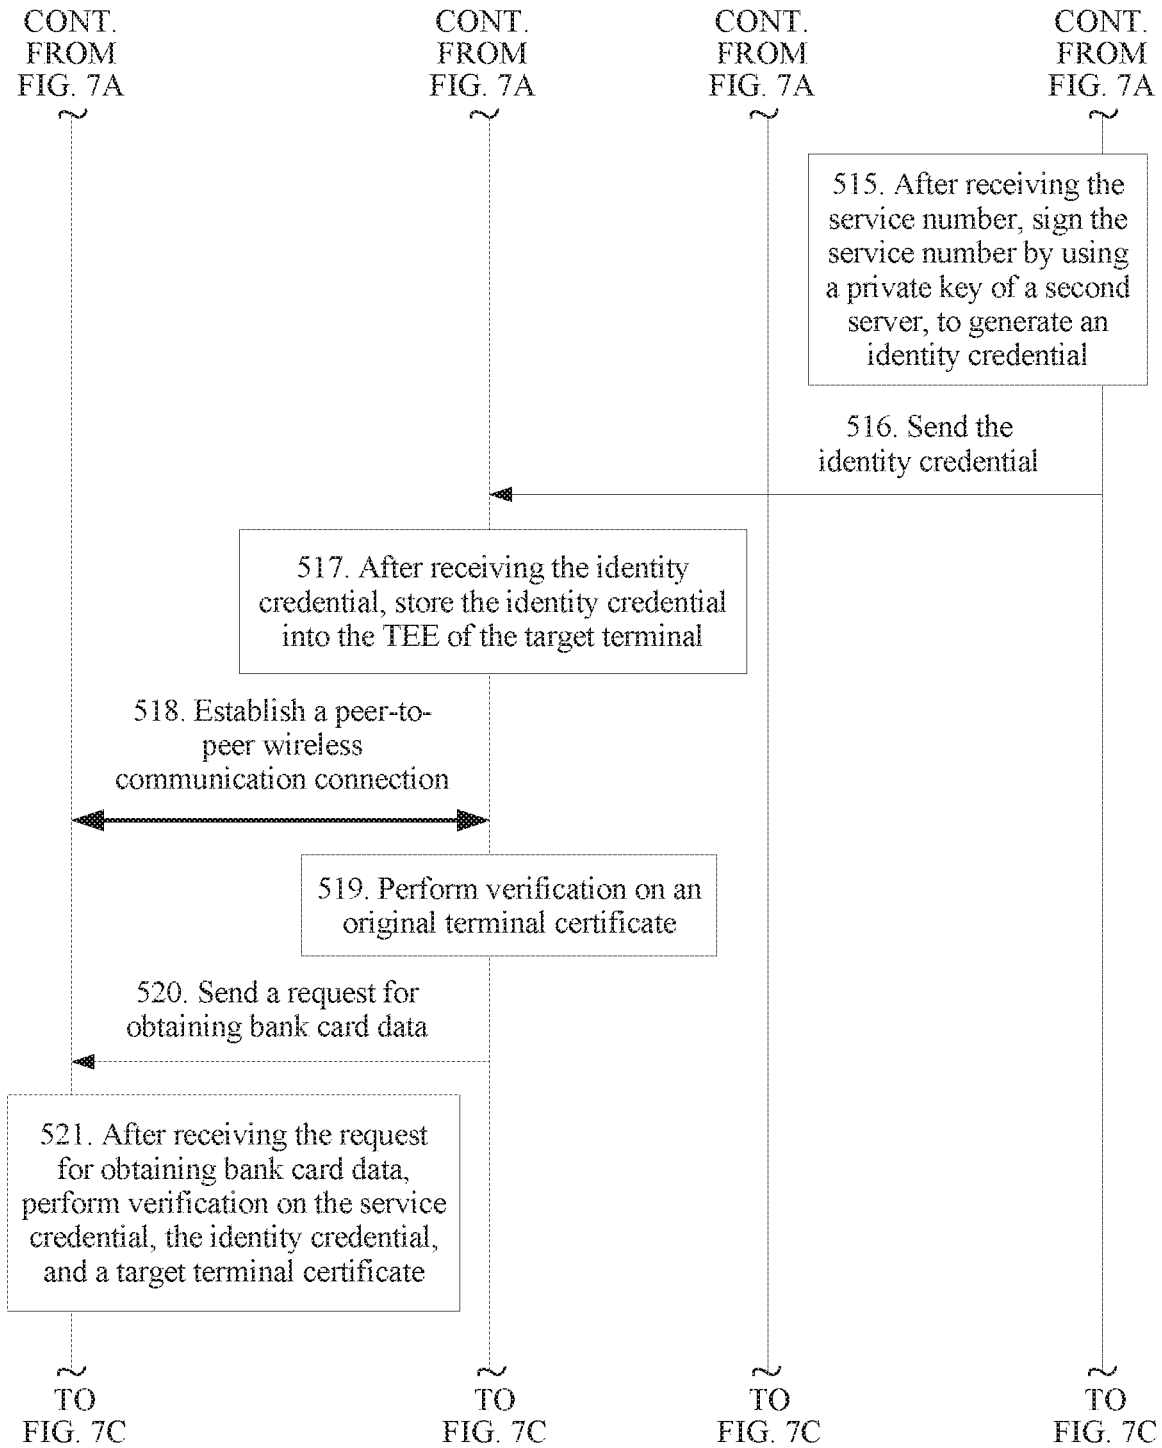 CONT.
FROM
FIG. 7A
CONT.
FROM
FIG. 7A
CONT.
FROM
FIG. 7A
CONT.
FROM
FIG. 7A
515. After receiving the
service number, sign the
service number by using
a private key of a second
server, to generate an
identity credential
516. Send the
identity credential
517. After receiving the identity
credential, store the identity credential
into the TEE of the target terminal
518. Establish a peer-to-
peer wireless
communication connection
519. Perform verification on an
original terminal certificate
520. Send a request for
obtaining bank card data
521. After receiving the request
for obtaining bank card data,
perform verification on the service
credential, the identity credential,
and a target terminal certificate
TO
FIG. 7C
TO
FIG. 7C
TO
FIG. 7C
TO
FIG. 7C